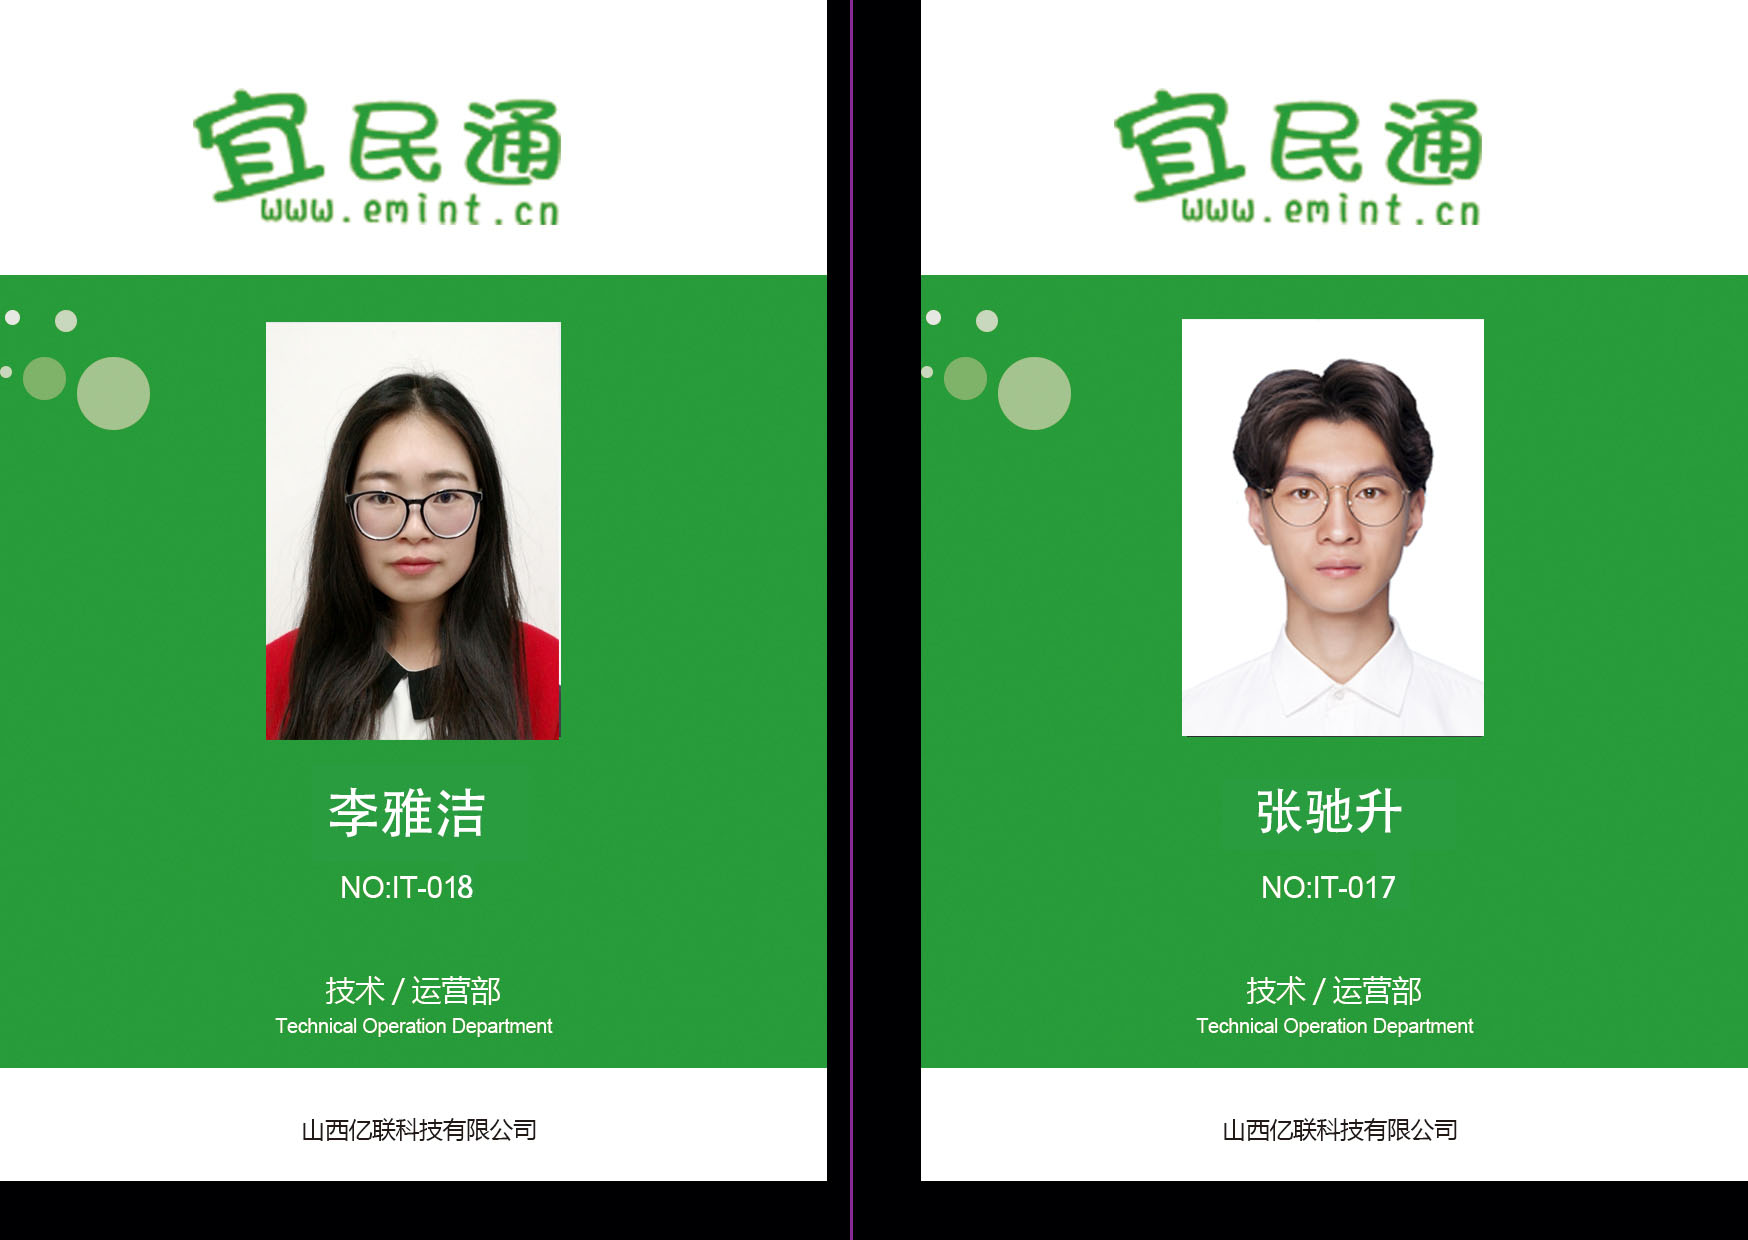 宜民通
www.emint.cn
李雅洁
NO:IT-018
技术 / 运营部
Technical Operation Department
山西亿联科技有限公司
宜民通
www.emint.cn
张驰升
NO:IT-017
技术 / 运营部
Technical Operation Department
山西亿联科技有限公司